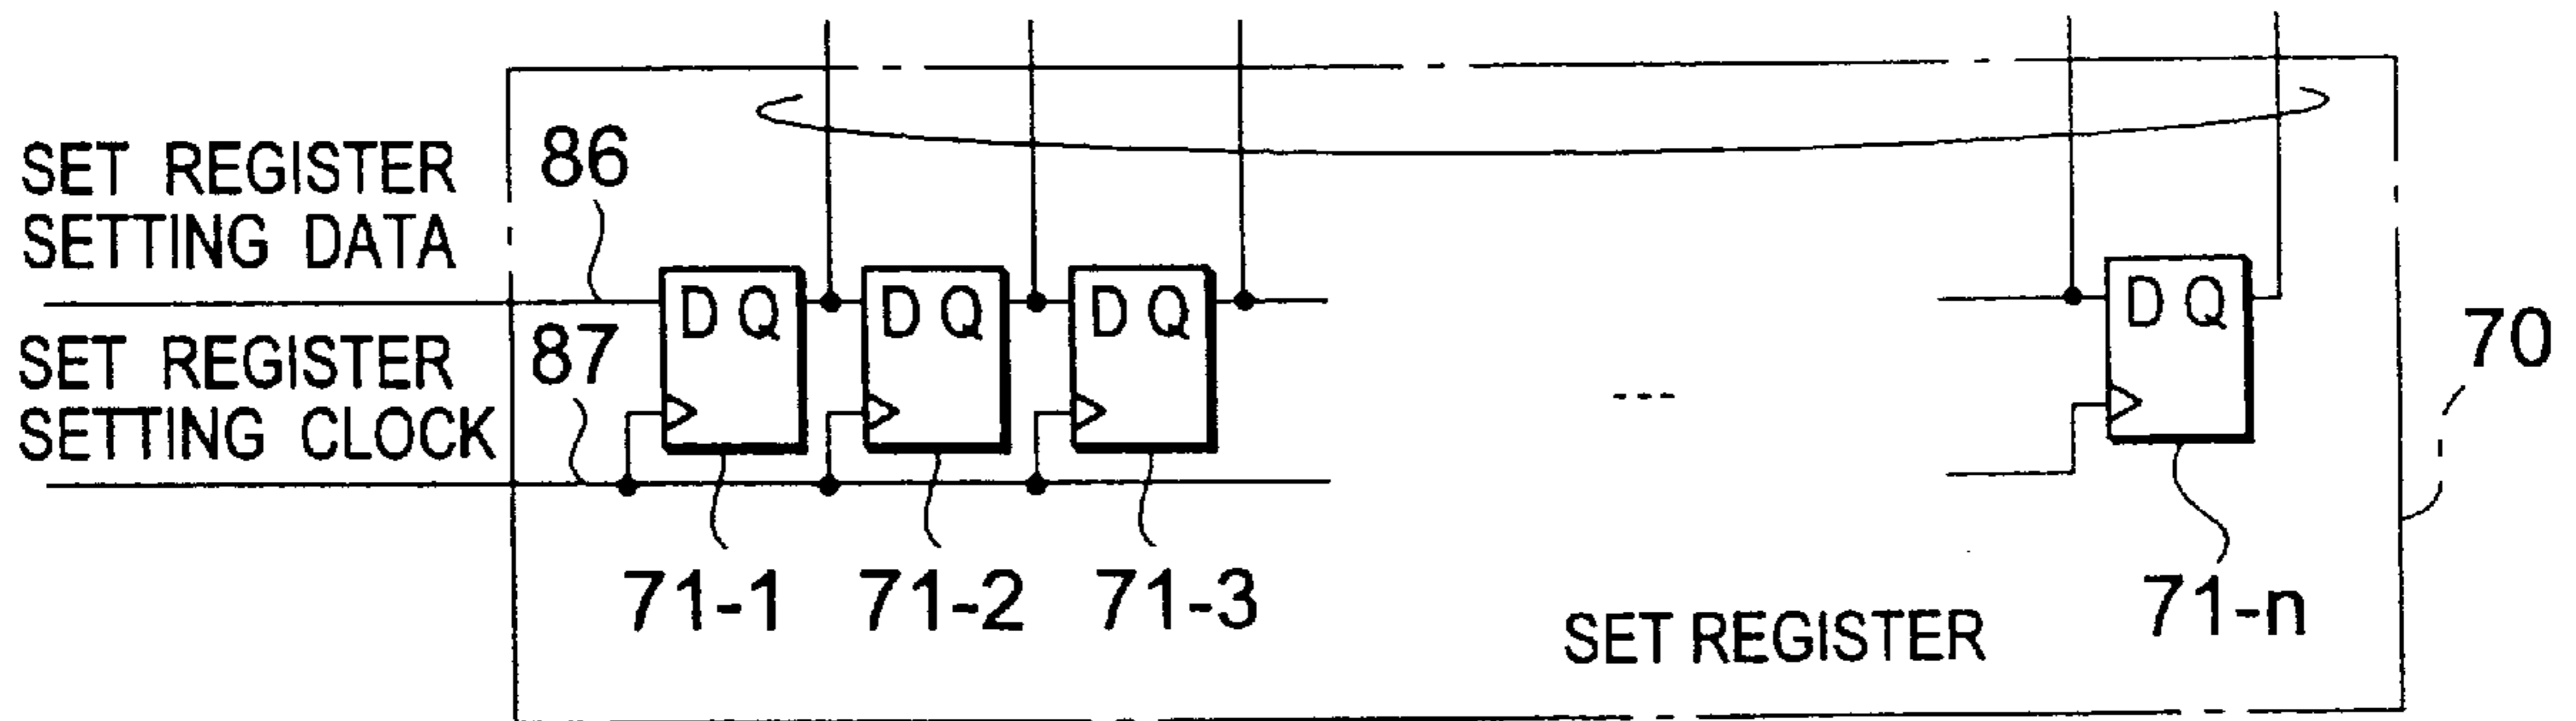 SET REGISTER
SETTING DATA
86
SET REGISTER
SETTING CLOCK
87
D Q
D Q
D Q
D Q
70
71-1
71-2
71-3
71-n
SET REGISTER